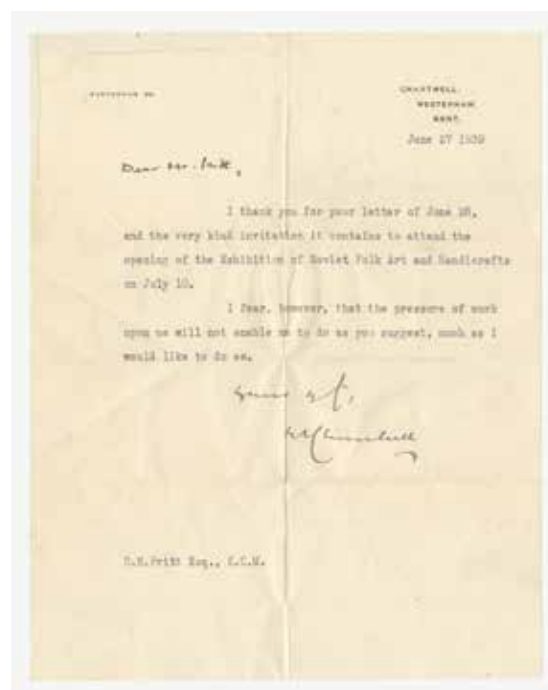 CHARTWELL,
WESTERHAM,
KENT.
June 27 1939
Dear Mr. Pritt,
I thank you for your letter of June 26,
and the very kind invitation it contains to attend the
opening of the Exhibition of Soviet Folk Art and Handicrafts
on July 10.
I fear, however, that the pressure of work
upon me will not enable me to do as you suggest, much as I
would like to do so.
Yours
D.N.Pritt Esq., K.C.M.